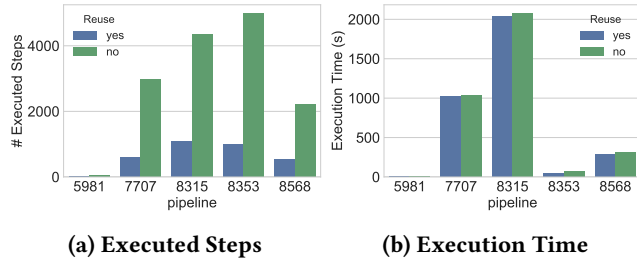 Reuse
yes
no
# Executed Steps
4000
2000
0
5981 7707 8315 8353 8568
pipeline
(a) Executed Steps
Reuse
yes
no
Execution Time (s)
2000
1500
1000
500
0
5981 7707 8315 8353 8568
pipeline
(b) Execution Time